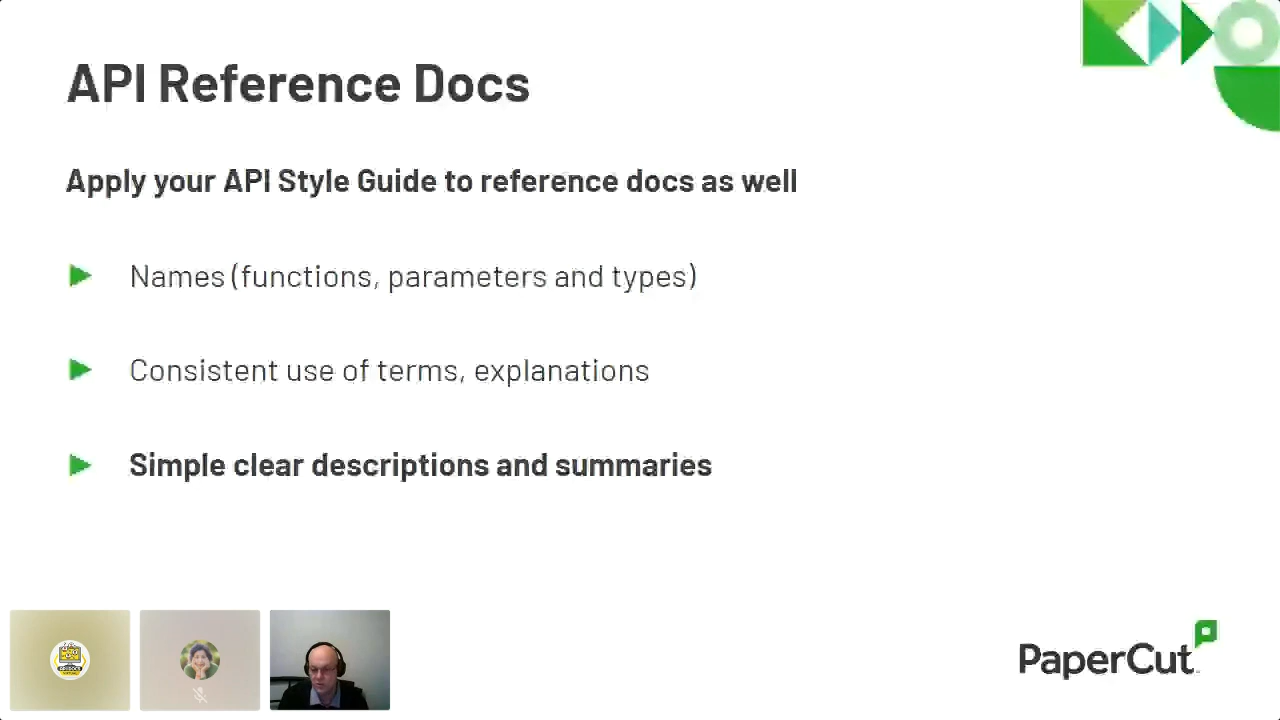 API Reference Docs
Apply your API Style Guide to reference docs as well
Names (functions, parameters and types)
Consistent use of terms, explanations
Simple clear descriptions and summaries
PaperCut